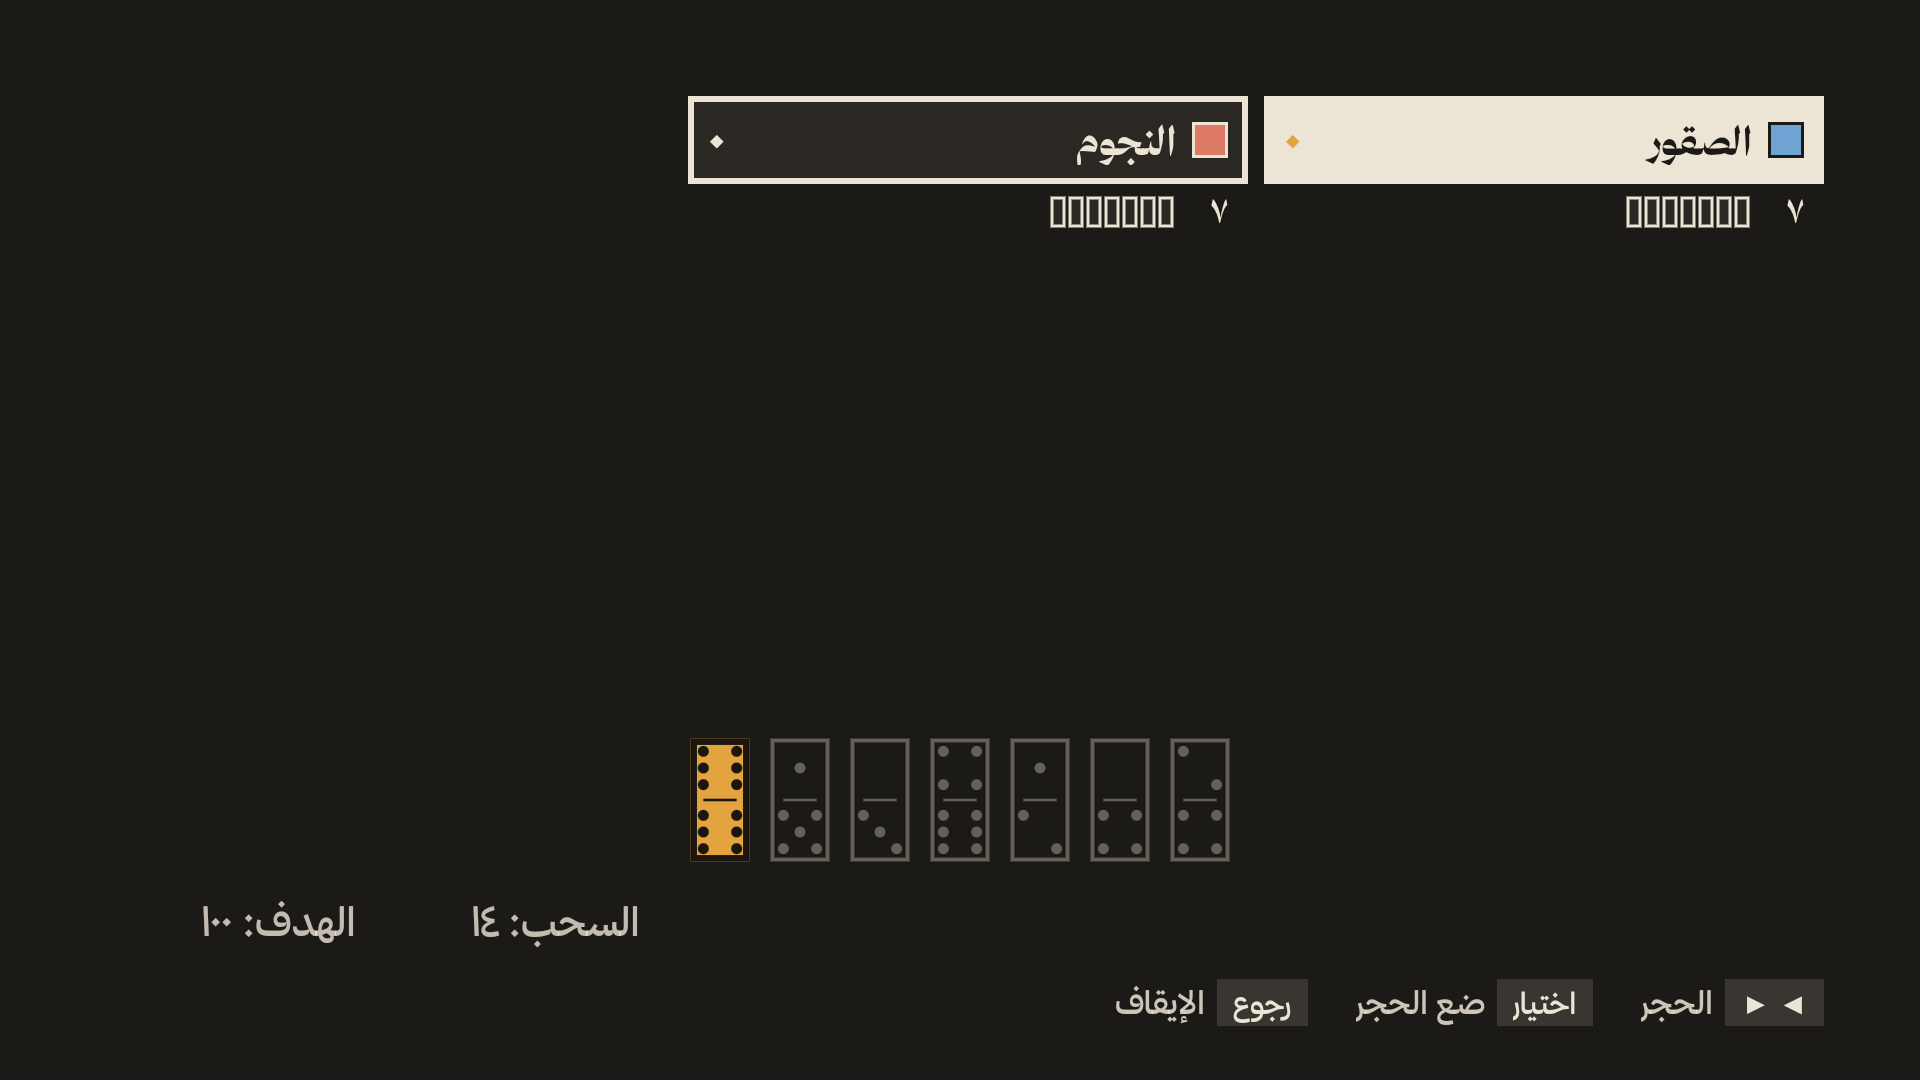 الصقور
النجوم
٧
٧
السحب: ١٤
الهدف: ١٠٠
الحجر
اختيار ضع الحجر
رجوع الإيقاف